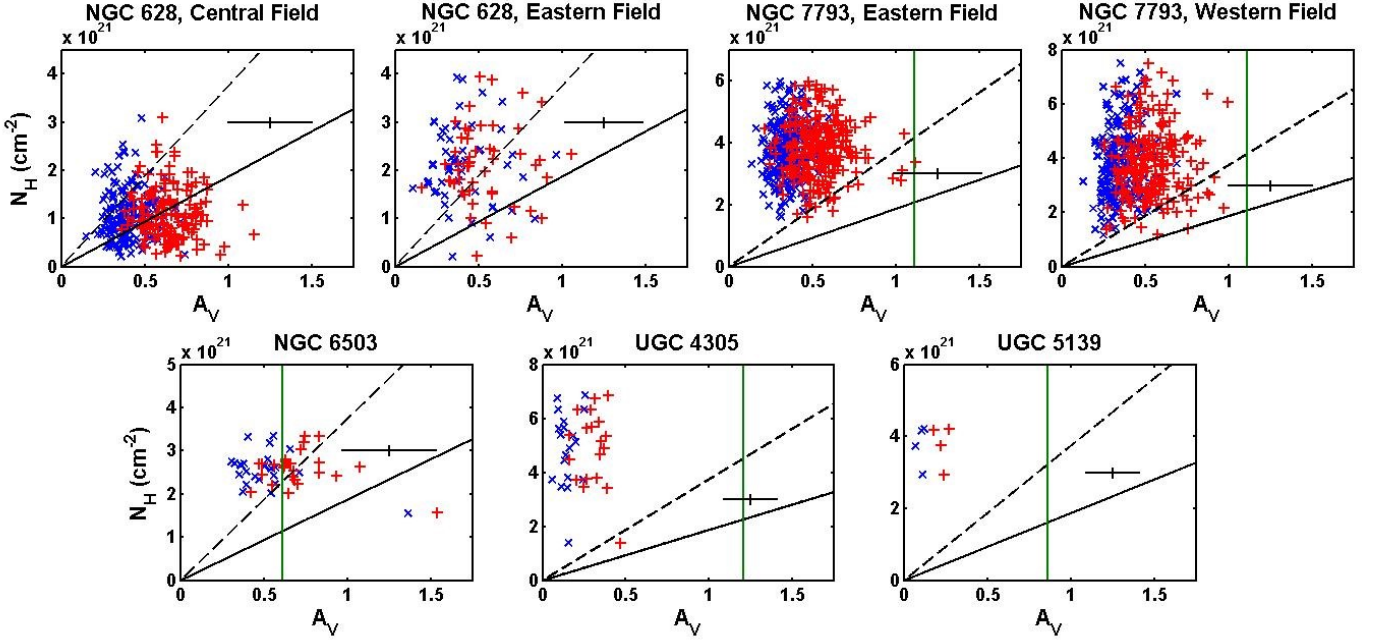 NGC 628, Central Field
NGC 628, Eastern Field
NGC 7793, Eastern Field
NGC 7793, Western Field
x 10^21
x 10^21
x 10^21
x 10^21
N_H (cm^-2)
4
3
2
1
0
4
3
2
1
0
6
4
2
0
8
6
4
2
0
0 0.5 1 1.5
0 0.5 1 1.5
0 0.5 1 1.5
0 0.5 1 1.5
A_V
A_V
A_V
A_V
NGC 6503
UGC 4305
UGC 5139
x 10^21
x 10^21
x 10^21
N_H (cm^-2)
5
4
3
2
1
0
8
6
4
2
0
6
4
2
0
0 0.5 1 1.5
0 0.5 1 1.5
0 0.5 1 1.5
A_V
A_V
A_V